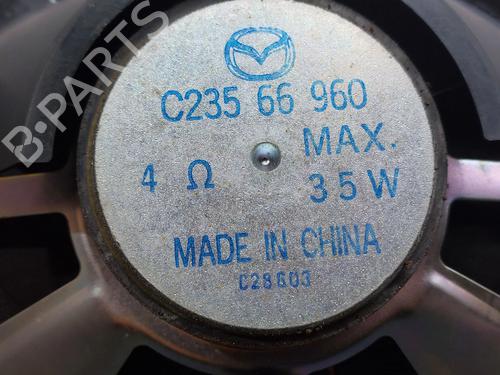 B-PARTS
C235 66 960
MAX.
4 Ω 35W
MADE IN CHINA
C28603